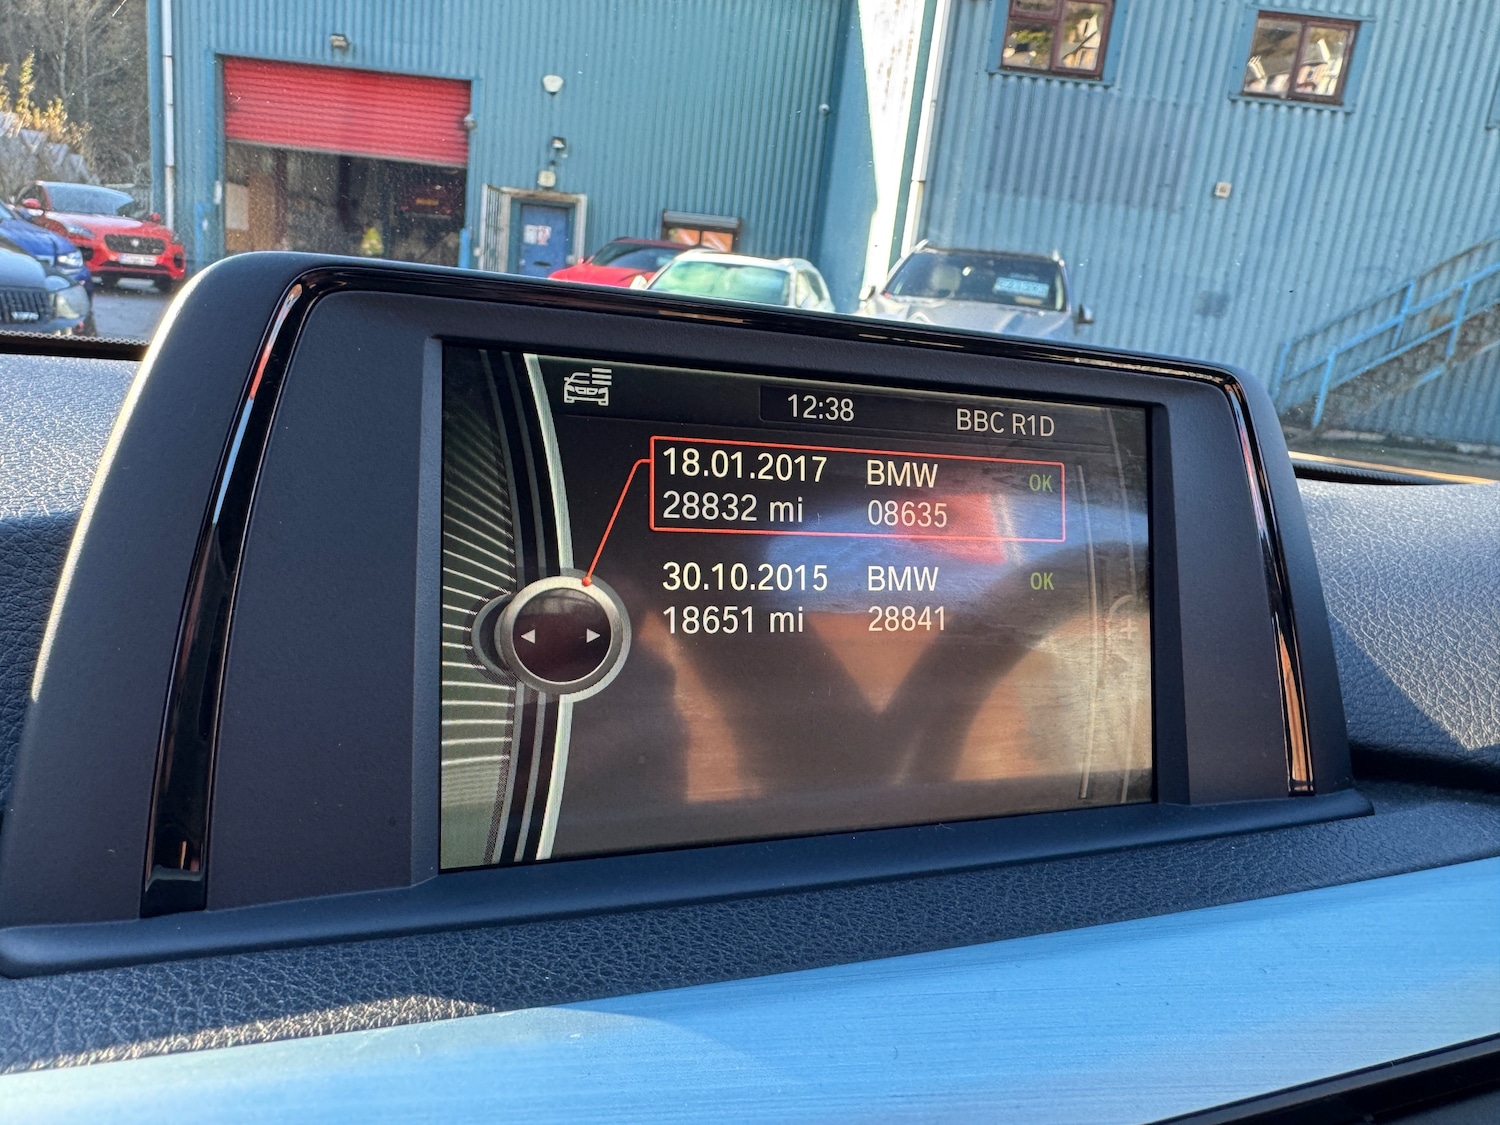 12:38 BBC R1D
18.01.2017 BMW OK
28832 mi 08635
30.10.2015 BMW OK
18651 mi 28841